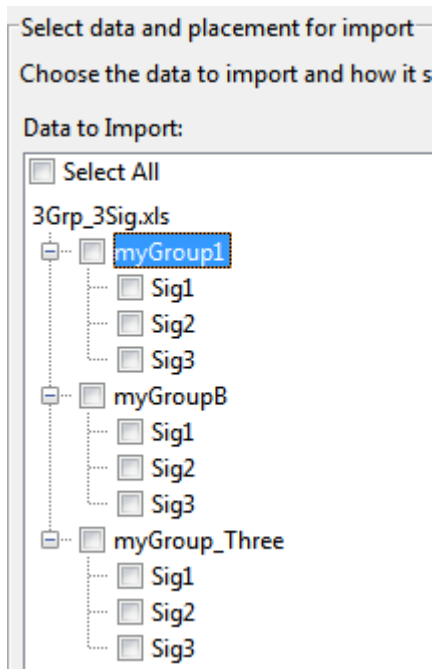 Select data and placement for import
Choose the data to import and how it s
Data to Import:
Select All
3Grp_3Sig.xls
myGroup1
Sig1
Sig2
Sig3
myGroupB
Sig1
Sig2
Sig3
myGroup_Three
Sig1
Sig2
Sig3